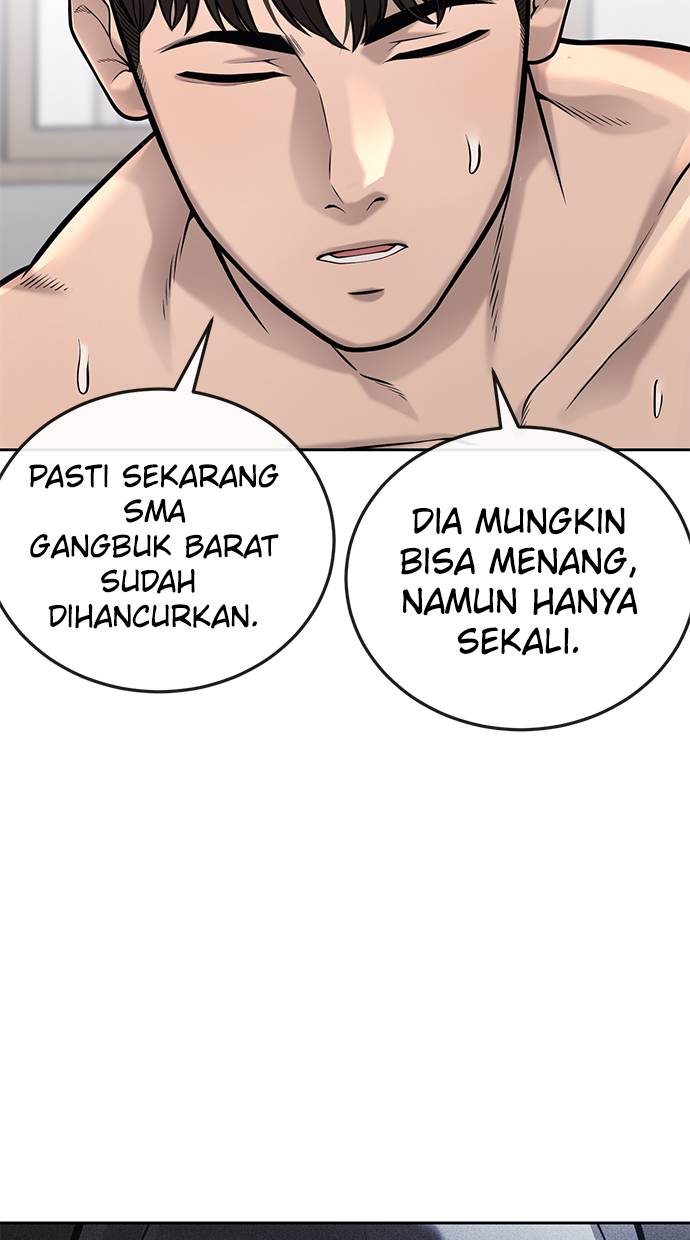 PASTI SEKARANG
SMA
GANGBUK BARAT
SUDAH
DIHANCURKAN.
DIA MUNGKIN
BISA MENANG,
NAMUN HANYA
SEKALI.